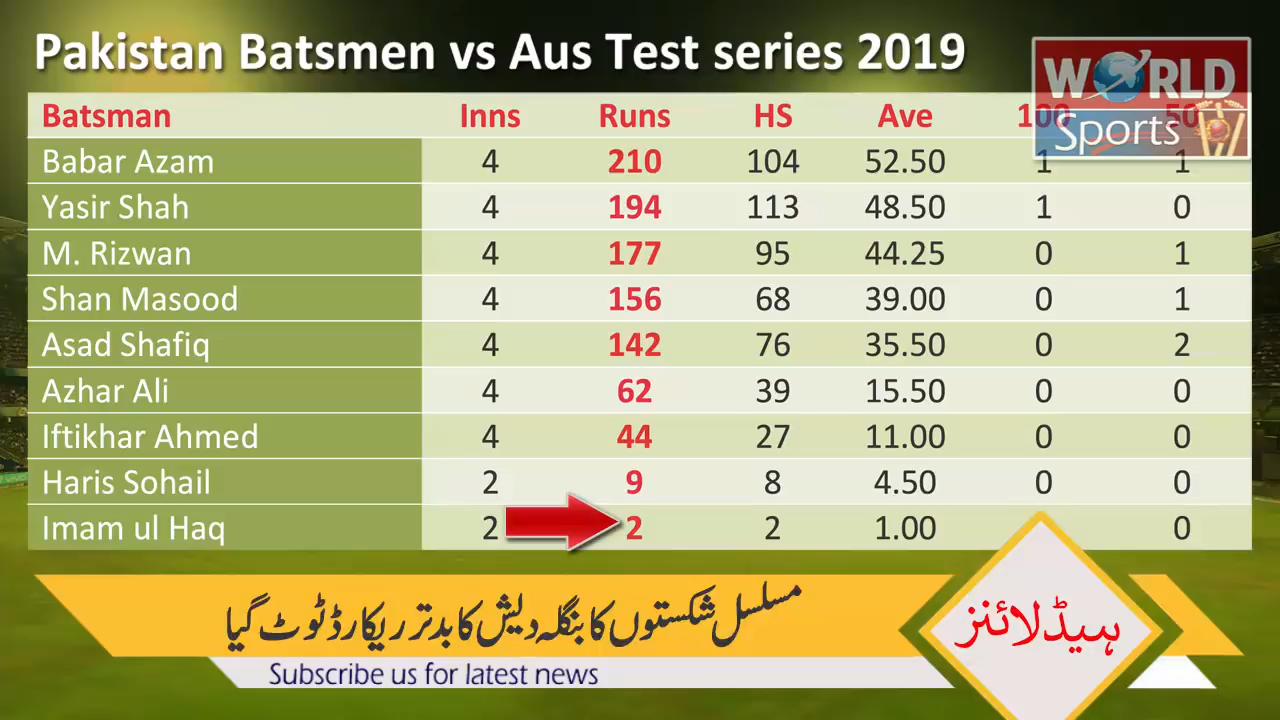 Pakistan Batsmen vs Aus Test series 2019
WORLD
Sports
Batsman Inns Runs HS Ave 100 50
Babar Azam 4 210 104 52.50 1 1
Yasir Shah 4 194 113 48.50 1 0
M. Rizwan 4 177 95 44.25 0 1
Shan Masood 4 156 68 39.00 0 1
Asad Shafiq 4 142 76 35.50 0 2
Azhar Ali 4 62 39 15.50 0 0
Iftikhar Ahmed 4 44 27 11.00 0 0
Haris Sohail 2 9 8 4.50 0 0
Imam ul Haq 2 2 2 1.00 0
مسلسل شکستوں کا بنگلہ دیش کا بدتر ریکارڈ ٹوٹ گیا
ہیڈلائنز
Subscribe us for latest news